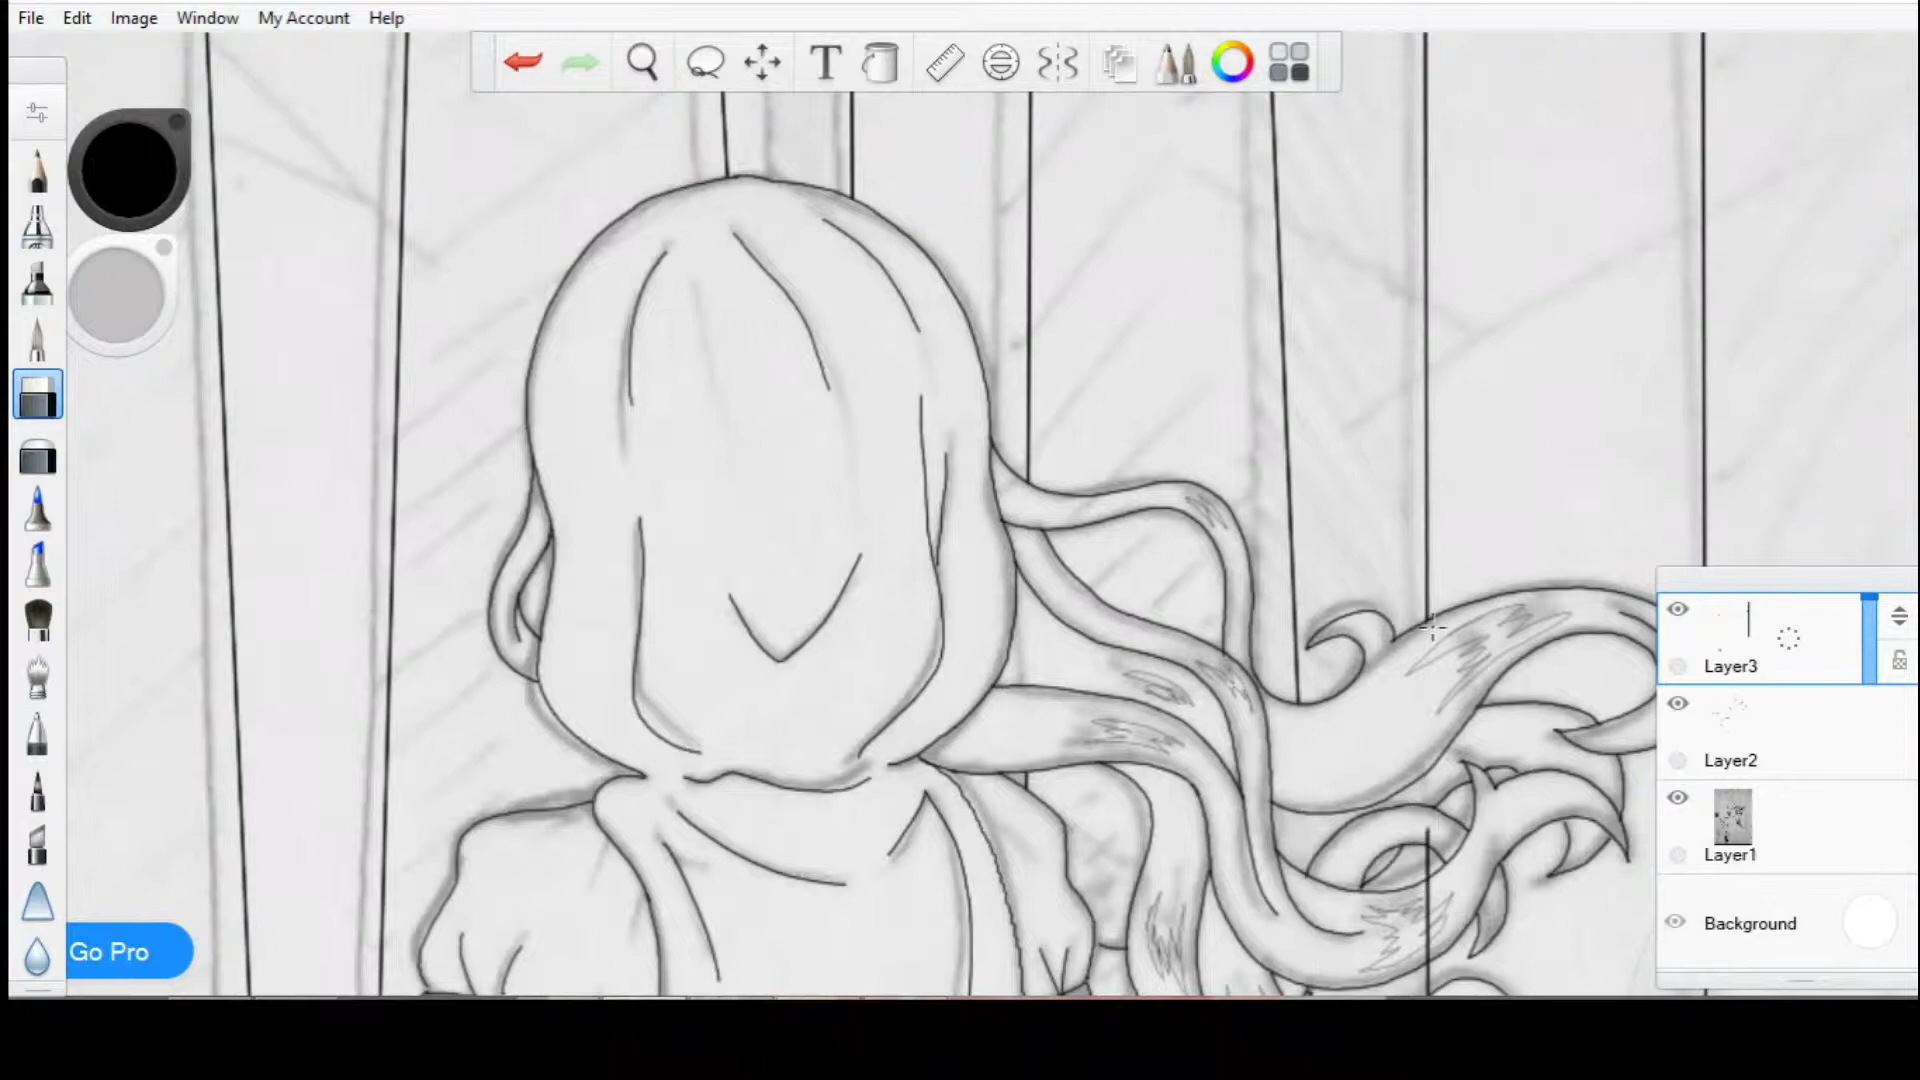 File Edit Image Window My Account Help
T
Layer3
Layer2
Layer1
Go Pro
Background